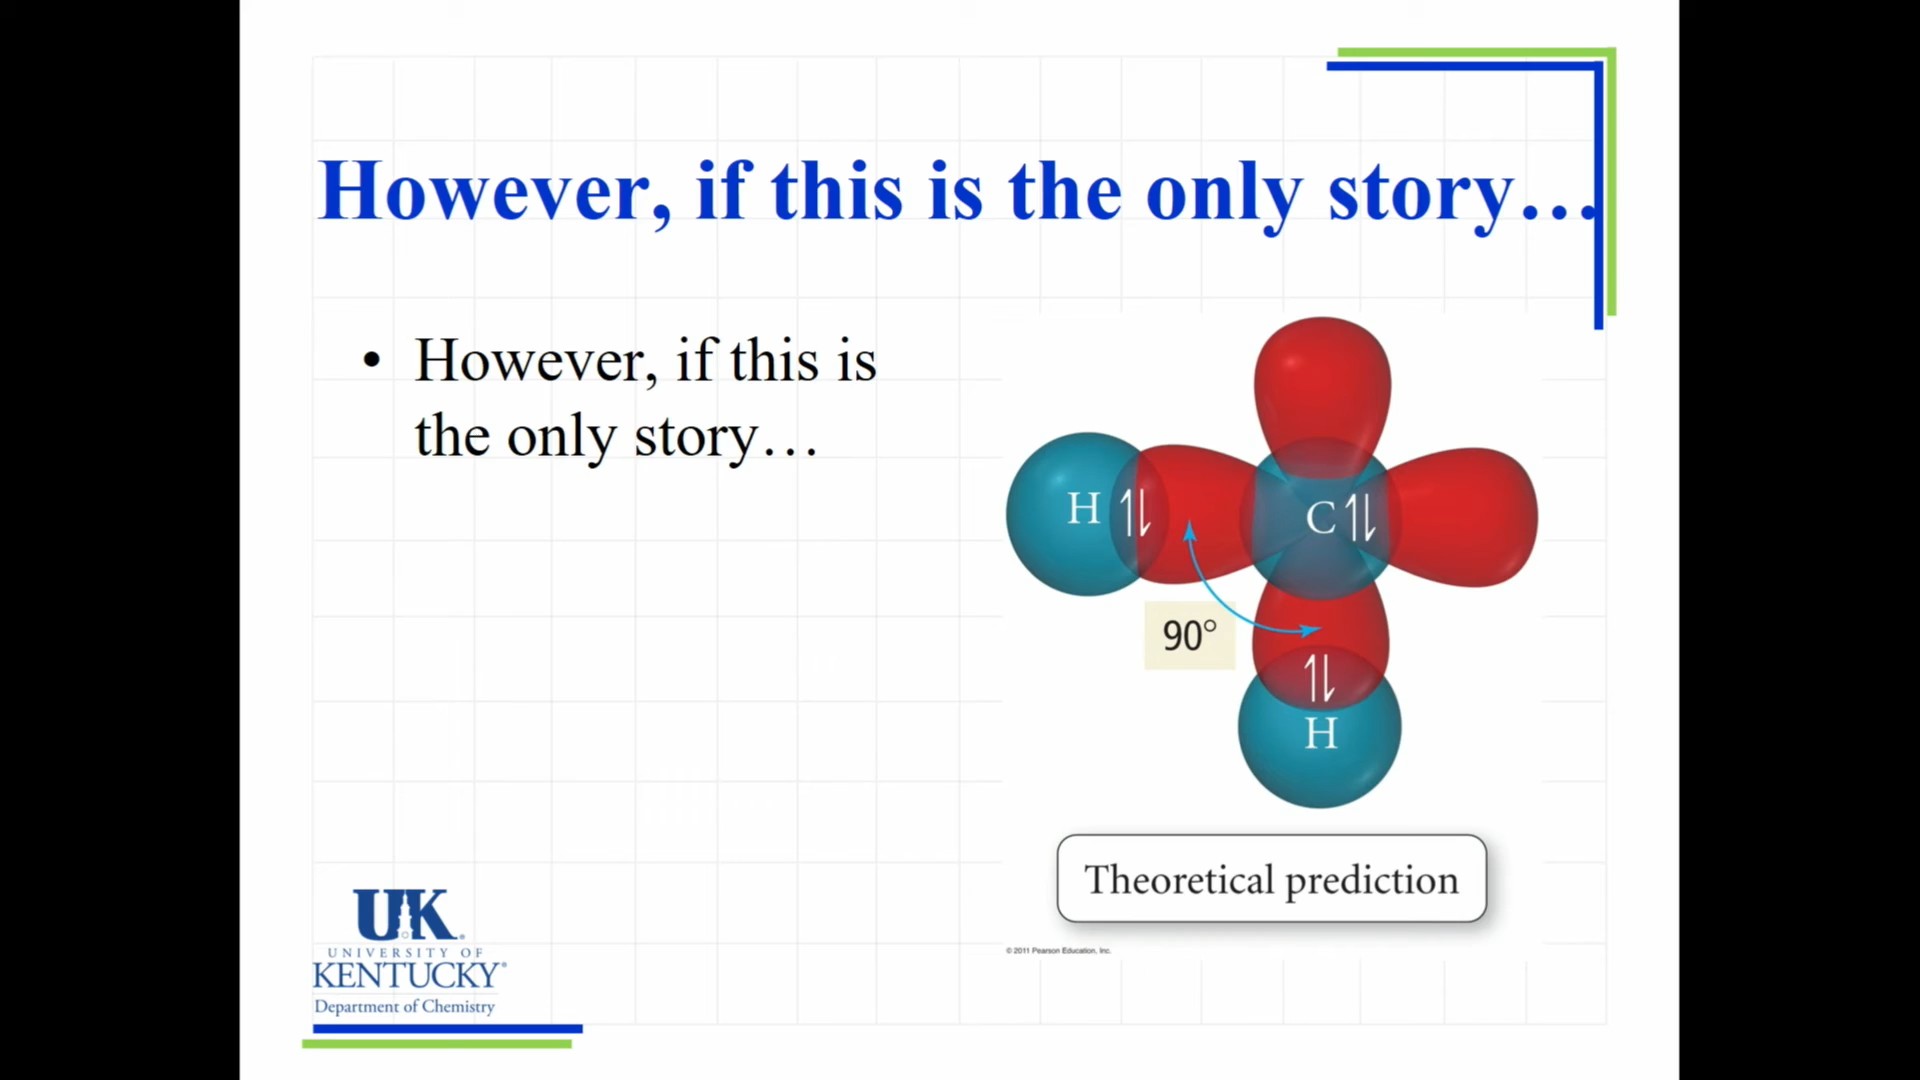 However, if this is the only story…
• However, if this is
the only story…
H ⥮
C ⥮
90°
⥮
H
Theoretical prediction
© 2011 Pearson Education, Inc.
UK
UNIVERSITY OF
KENTUCKY®
Department of Chemistry